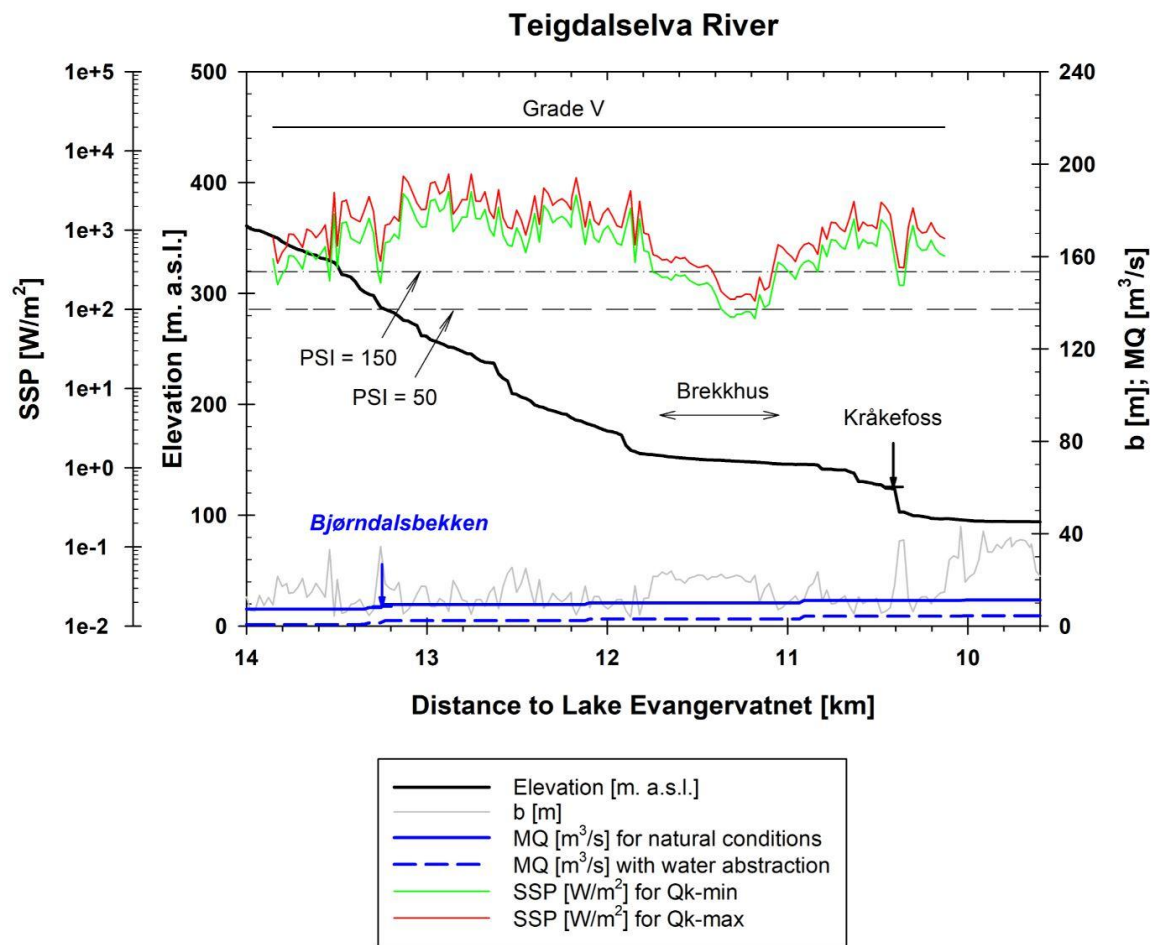 Teigdalselva River
1e+5
1e+4
1e+3
1e+2
1e+1
1e+0
1e-1
1e-2
SSP [W/m²]
500
400
300
200
100
0
Elevation [m. a.s.l.]
Grade V
PSI = 150
PSI = 50
Brekkhus
Kråkefoss
Bjørndalsbekken
240
200
160
120
80
40
0
b [m]; MQ [m³/s]
14
13
12
11
10
Distance to Lake Evangervatnet [km]
Elevation [m. a.s.l.]
b [m]
MQ [m³/s] for natural conditions
MQ [m³/s] with water abstraction
SSP [W/m²] for Qk-min
SSP [W/m²] for Qk-max